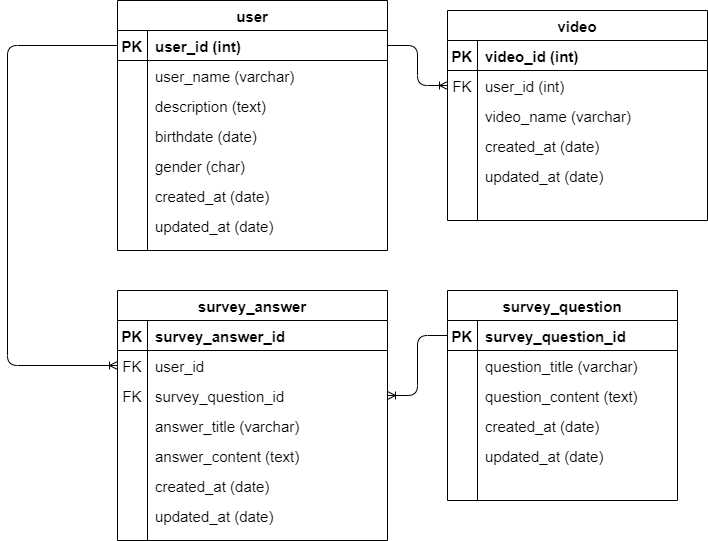 user
PK user_id (int)
user_name (varchar)
description (text)
birthdate (date)
gender (char)
created_at (date)
updated_at (date)
video
PK video_id (int)
FK user_id (int)
video_name (varchar)
created_at (date)
updated_at (date)
survey_answer
PK survey_answer_id
FK user_id
FK survey_question_id
answer_title (varchar)
answer_content (text)
created_at (date)
updated_at (date)
survey_question
PK survey_question_id
question_title (varchar)
question_content (text)
created_at (date)
updated_at (date)